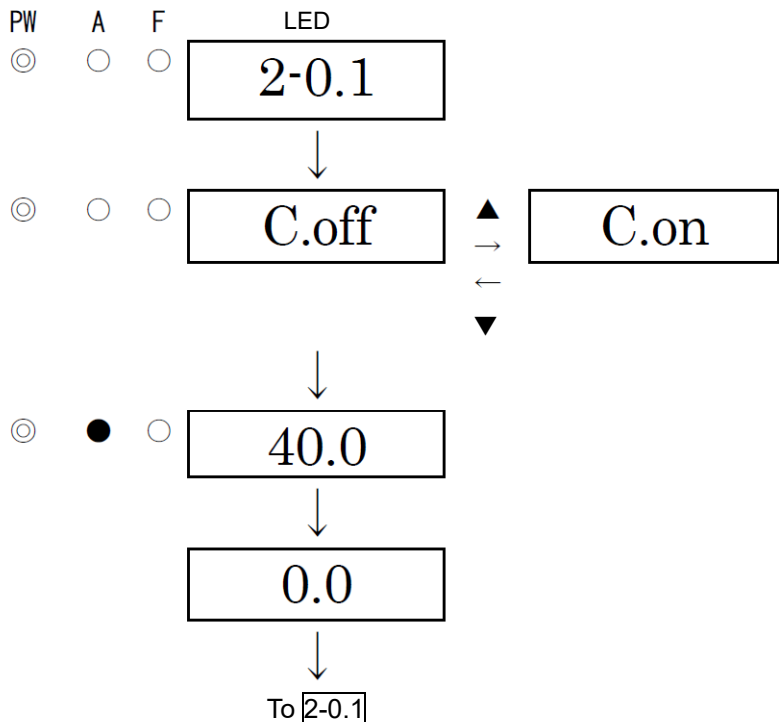 PW A F LED
◎ ○ ○ 2-0.1
↓
◎ ○ ○ C.off ▲ C.on
→
←
▼
↓
◎ ● ○ 40.0
↓
0.0
↓
To 2-0.1